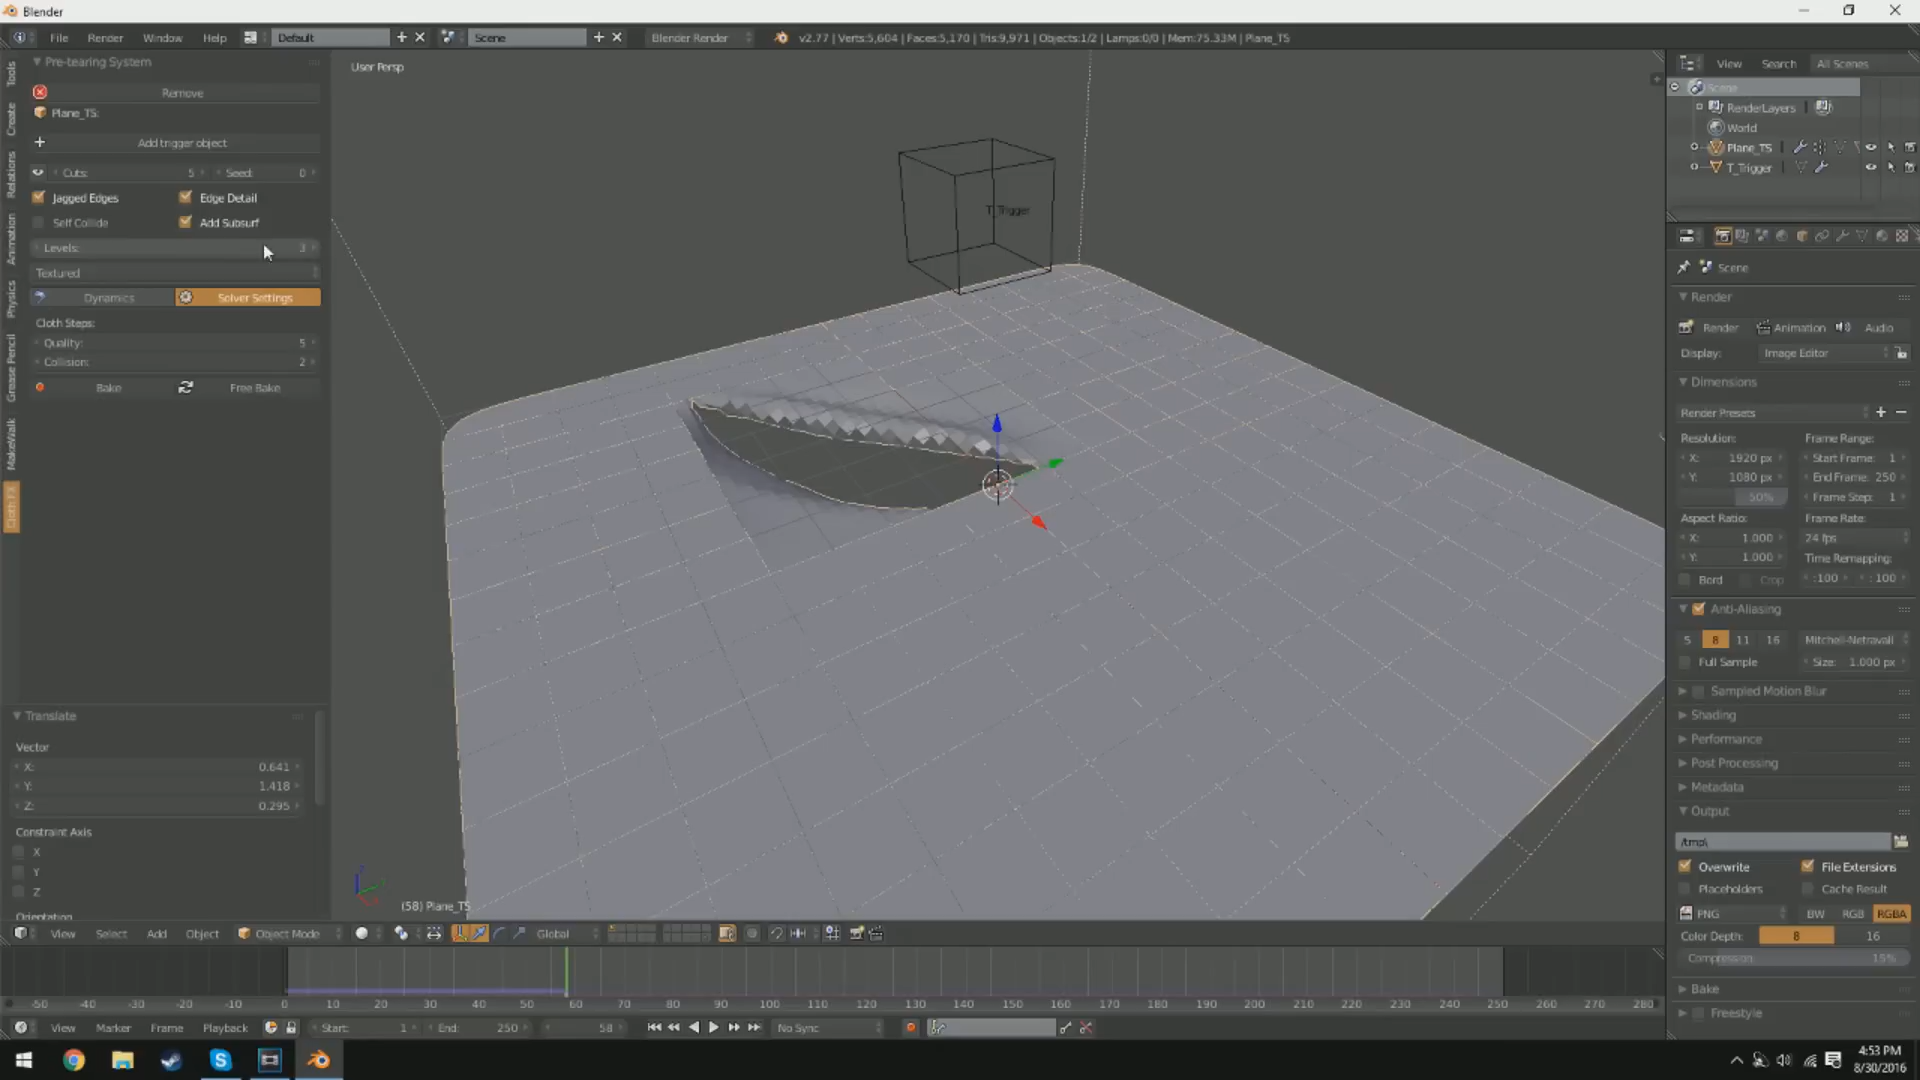 Blender
File Render Window Help Default Scene Blender Render v2.77 | Verts:5,604 | Faces:5,170 | Tris:9,971 | Objects:1/2 | Lamps:0/0 | Mem:75.33M | Plane_TS
Tools
Create
Relations
Animation
Physics
Grease Pencil
MakeWalk
Cloth FX
Pre-tearing System
Remove
Plane_TS:
Add trigger object
Cuts: 5 Seed: 0
Jagged Edges Edge Detail
Self Collide Add Subsurf
Levels: 3
Textured
Dynamics Solver Settings
Cloth Steps:
Quality: 5
Collision: 2
Bake Free Bake
Translate
Vector
X: 0.641
Y: 1.418
Z: 0.295
Constraint Axis
X
Y
Z
Orientation
User Persp
T_Trigger
(58) Plane_TS
View Select Add Object Object Mode Global
-50 -40 -30 -20 -10 0 10 20 30 40 50 60 70 80 90 100 110 120 130 140 150 160 170 180 190 200 210 220 230 240 250 260 270 280
View Marker Frame Playback Start: 1 End: 250 58 No Sync
View Search All Scenes
Scene
RenderLayers
World
Plane_TS
T_Trigger
Scene
Render
Render Animation Audio
Display: Image Editor
Dimensions
Render Presets
Resolution: Frame Range:
X: 1920 px Start Frame: 1
Y: 1080 px End Frame: 250
50% Frame Step: 1
Aspect Ratio: Frame Rate:
X: 1.000 24 fps
Y: 1.000 Time Remapping:
Bord Crop :100 :100
Anti-Aliasing
5 8 11 16 Mitchell-Netravali
Full Sample Size: 1.000 px
Sampled Motion Blur
Shading
Performance
Post Processing
Metadata
Output
/tmp\
Overwrite File Extensions
Placeholders Cache Result
PNG BW RGB RGBA
Color Depth: 8 16
Compression: 15%
Bake
Freestyle
4:53 PM
8/30/2016